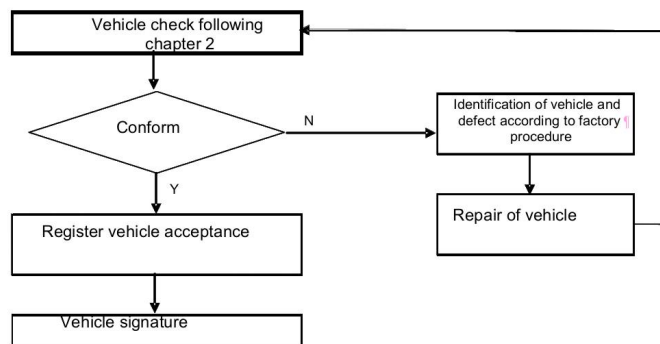 Vehicle check following
chapter 2
Conform
N
Identification of vehicle and
defect according to factory ¶
procedure
Y
Register vehicle acceptance
Repair of vehicle
Vehicle signature